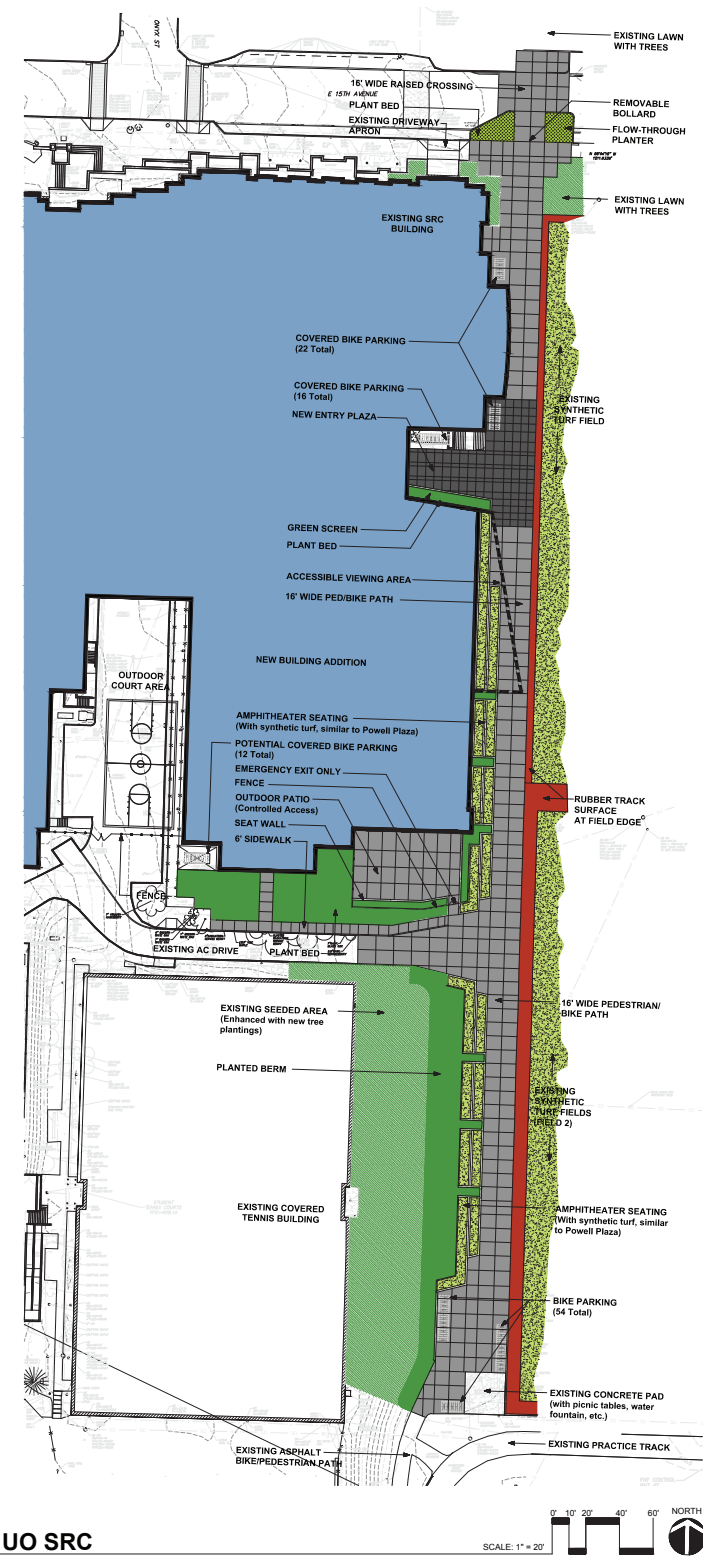 EXISTING LAWN
WITH TREES
ONYX ST
16' WIDE RAISED CROSSING
E 15TH AVENUE
PLANT BED
EXISTING DRIVEWAY
APRON
REMOVABLE
BOLLARD
FLOW-THROUGH
PLANTER
EXISTING LAWN
WITH TREES
EXISTING SRC
BUILDING
COVERED BIKE PARKING
(22 Total)
COVERED BIKE PARKING
(16 Total)
NEW ENTRY PLAZA
EXISTING
SYNTHETIC
TURF FIELD
GREEN SCREEN
PLANT BED
ACCESSIBLE VIEWING AREA
16' WIDE PED/BIKE PATH
NEW BUILDING ADDITION
OUTDOOR
COURT AREA
AMPHITHEATER SEATING
(With synthetic turf, similar to Powell Plaza)
POTENTIAL COVERED BIKE PARKING
(12 Total)
EMERGENCY EXIT ONLY
FENCE
OUTDOOR PATIO
(Controlled Access)
SEAT WALL
6' SIDEWALK
RUBBER TRACK
SURFACE
AT FIELD EDGE
FENCE
EXISTING AC DRIVE
PLANT BED
EXISTING SEEDED AREA
(Enhanced with new tree
plantings)
16' WIDE PEDESTRIAN/
BIKE PATH
PLANTED BERM
EXISTING
SYNTHETIC
TURF FIELDS
(FIELD 2)
EXISTING COVERED
TENNIS BUILDING
AMPHITHEATER SEATING
(With synthetic turf, similar
to Powell Plaza)
BIKE PARKING
(54 Total)
EXISTING CONCRETE PAD
(with picnic tables, water
fountain, etc.)
EXISTING ASPHALT
BIKE/PEDESTRIAN PATH
EXISTING PRACTICE TRACK
UO SRC
SCALE: 1" = 20'
0' 10' 20' 40' 60'
NORTH